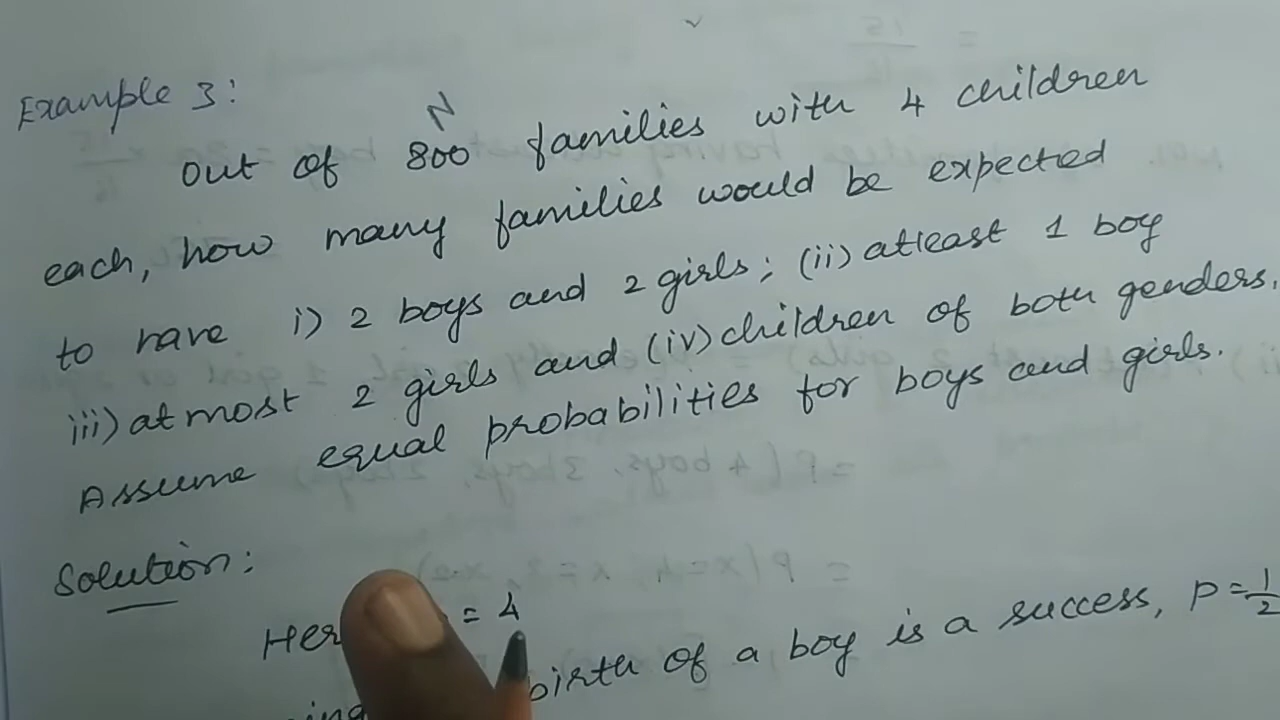 Example 3:
N
Out of 800 families with 4 children
each, how many families would be expected
to have i) 2 boys and 2 girls; (ii) atleast 1 boy
iii) atmost 2 girls and (iv) children of both genders.
Assume equal probabilities for boys and girls.
Solution:
= 4
birth of a boy is a success, p = 1/2